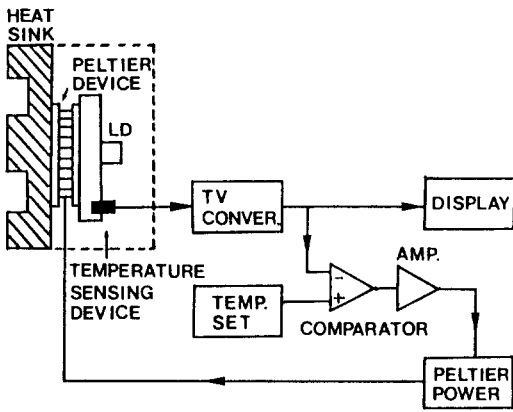 HEAT
SINK
PELTIER
DEVICE
LD
TV
CONVER.
DISPLAY
TEMPERATURE
SENSING
DEVICE
AMP.
-
+
TEMP.
SET
COMPARATOR
PELTIER
POWER